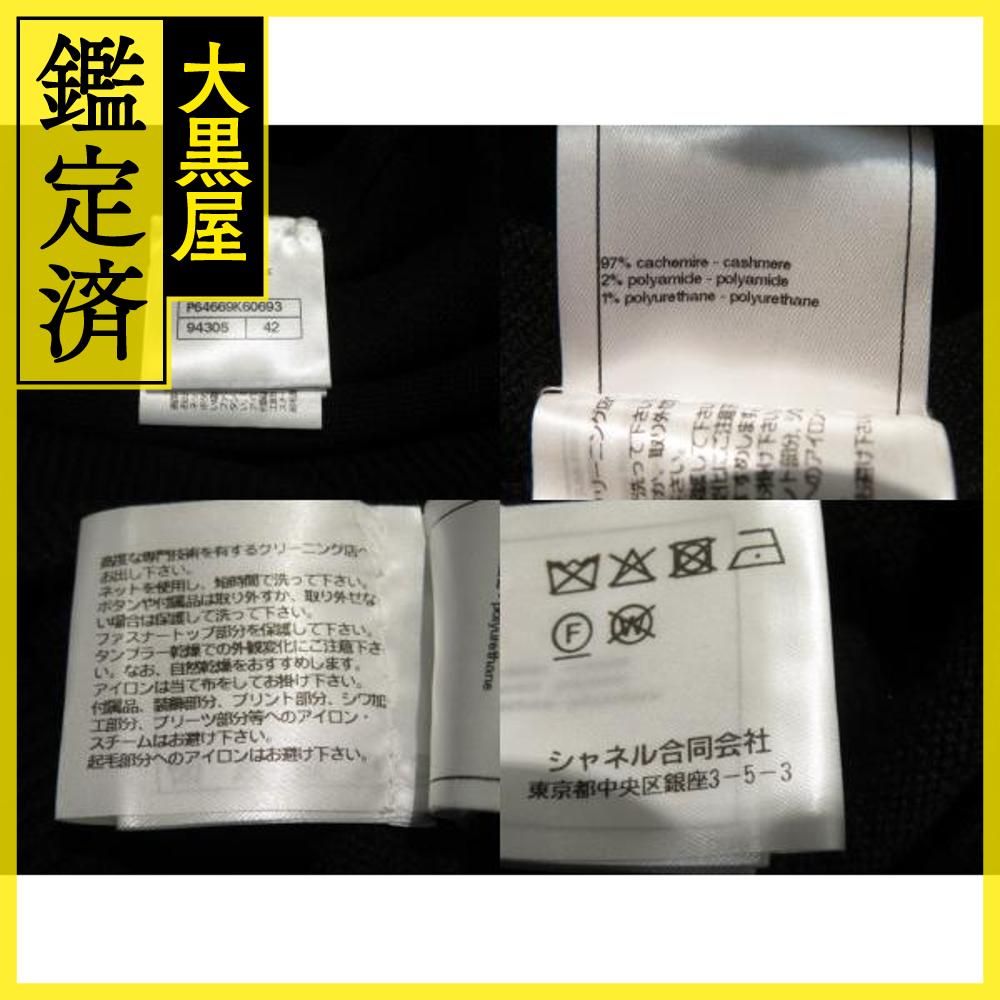 鑑定済
大黒屋
P64669K60693
94305 42
97% cachemire - cashmere
2% polyamide - polyamide
1% polyurethane - polyurethane
高度な専門技術を有するクリーニング店へ
お出し下さい。
ネットを使用し、短時間で洗って下さい。
ボタンや付属品は取り外すか、取り外せな
い場合は保護して洗って下さい。
ファスナートップ部分を保護して下さい。
タンブラー乾燥での外観変化にご注意下さ
い。なお、自然乾燥をおすすめします。
アイロンは当て布をしてお掛け下さい。
付属品、装飾部分、プリント部分、シワ加
工部分、プリーツ部分等へのアイロン・
スチームはお避け下さい。
起毛部分へのアイロンはお避け下さい。
polyurethane
F
W
シャネル合同会社
東京都中央区銀座3-5-3